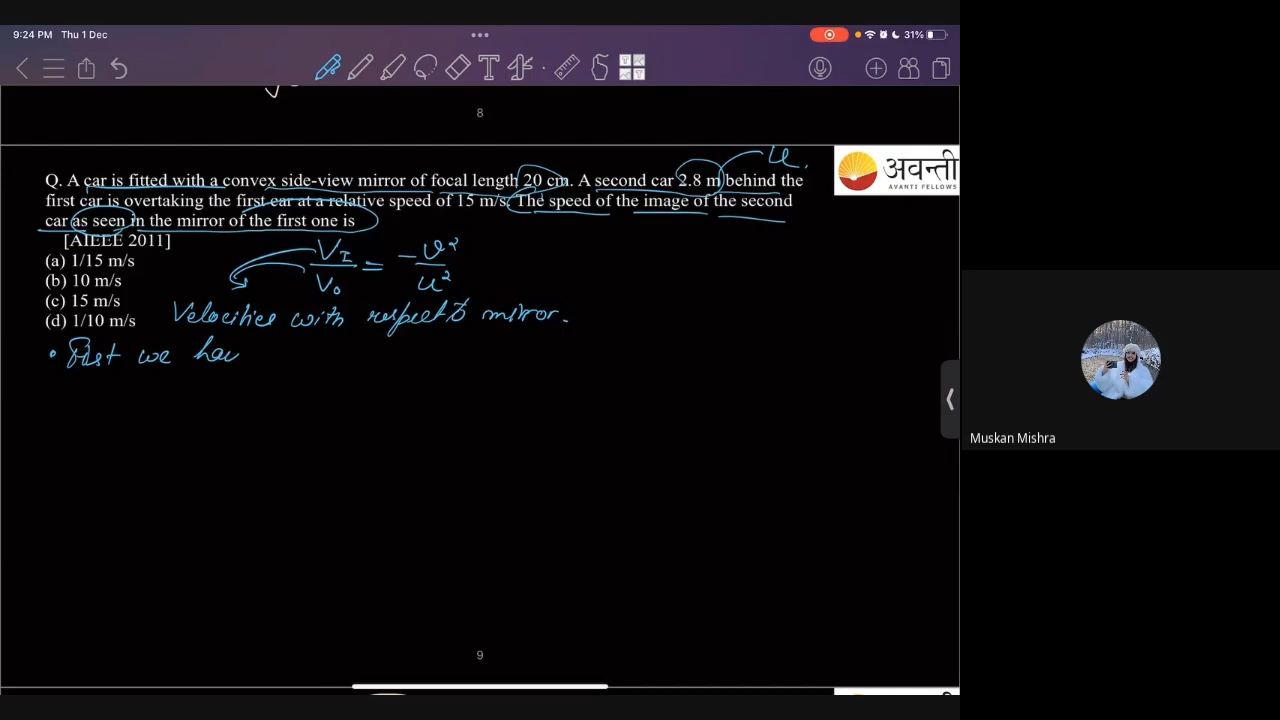 9:24 PM Thu 1 Dec
31%
8
अवन्ती
AVANTI FELLOWS
u.
Q. A car is fitted with a convex side-view mirror of focal length 20 cm. A second car 2.8 m behind the
first car is overtaking the first car at a relative speed of 15 m/s. The speed of the image of the second
car as seen in the mirror of the first one is
[AIEEE 2011]
(a) 1/15 m/s
(b) 10 m/s
(c) 15 m/s
(d) 1/10 m/s
V_I/V_o = -v²/u²
Velocities with respect to mirror.
• First we hav
9
Muskan Mishra